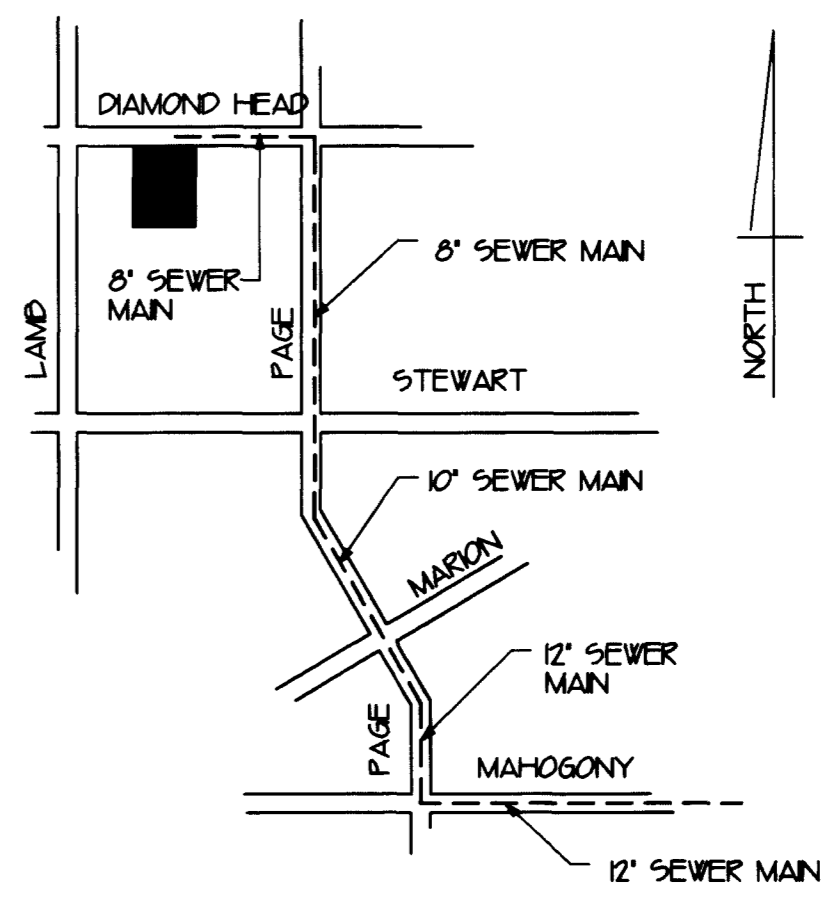 DIAMOND HEAD
8" SEWER MAIN
8" SEWER
MAIN
LAMB
PAGE
NORTH
STEWART
10" SEWER MAIN
MARION
12" SEWER
MAIN
PAGE
MAHOGONY
12" SEWER MAIN